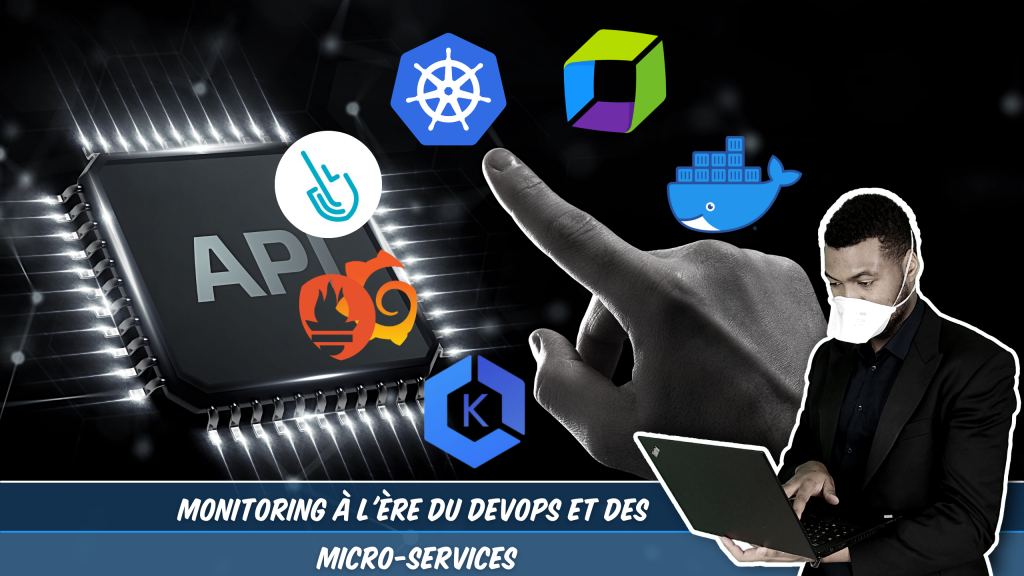 API
K
MONITORING À L'ÈRE DU DEVOPS ET DES
MICRO-SERVICES